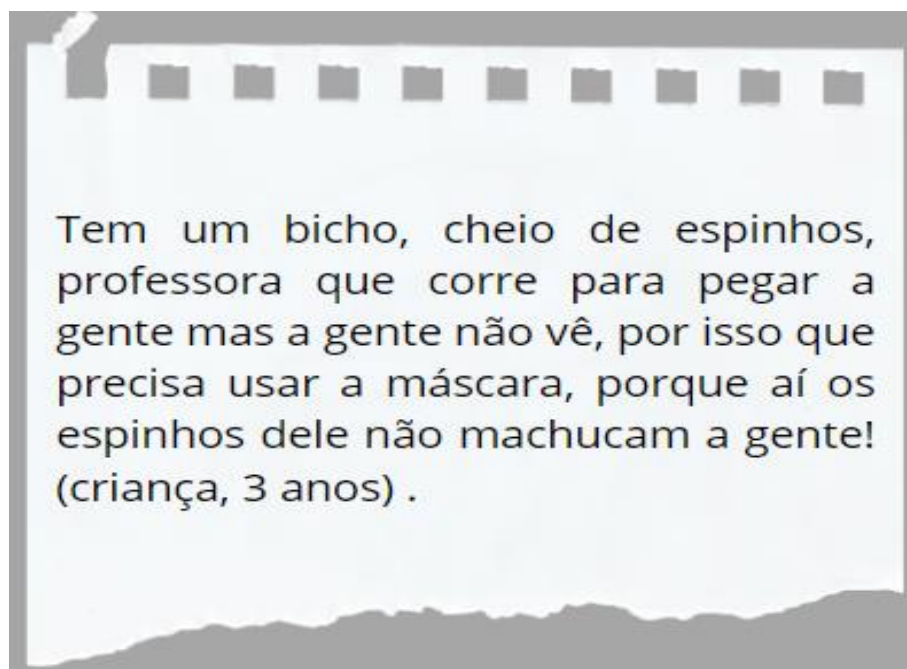 Tem um bicho, cheio de espinhos,
professora que corre para pegar a
gente mas a gente não vê, por isso que
precisa usar a máscara, porque aí os
espinhos dele não machucam a gente!
(criança, 3 anos) .